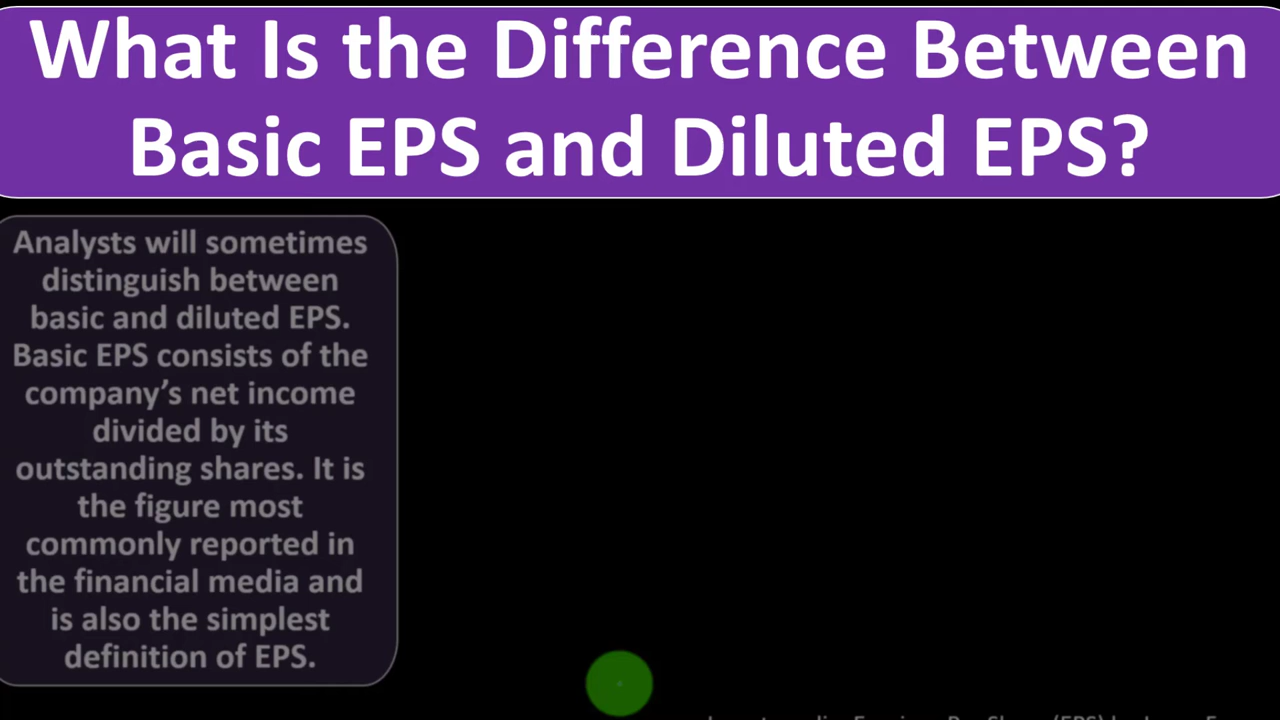 What Is the Difference Between
Basic EPS and Diluted EPS?
Analysts will sometimes
distinguish between
basic and diluted EPS.
Basic EPS consists of the
company’s net income
divided by its
outstanding shares. It is
the figure most
commonly reported in
the financial media and
is also the simplest
definition of EPS.